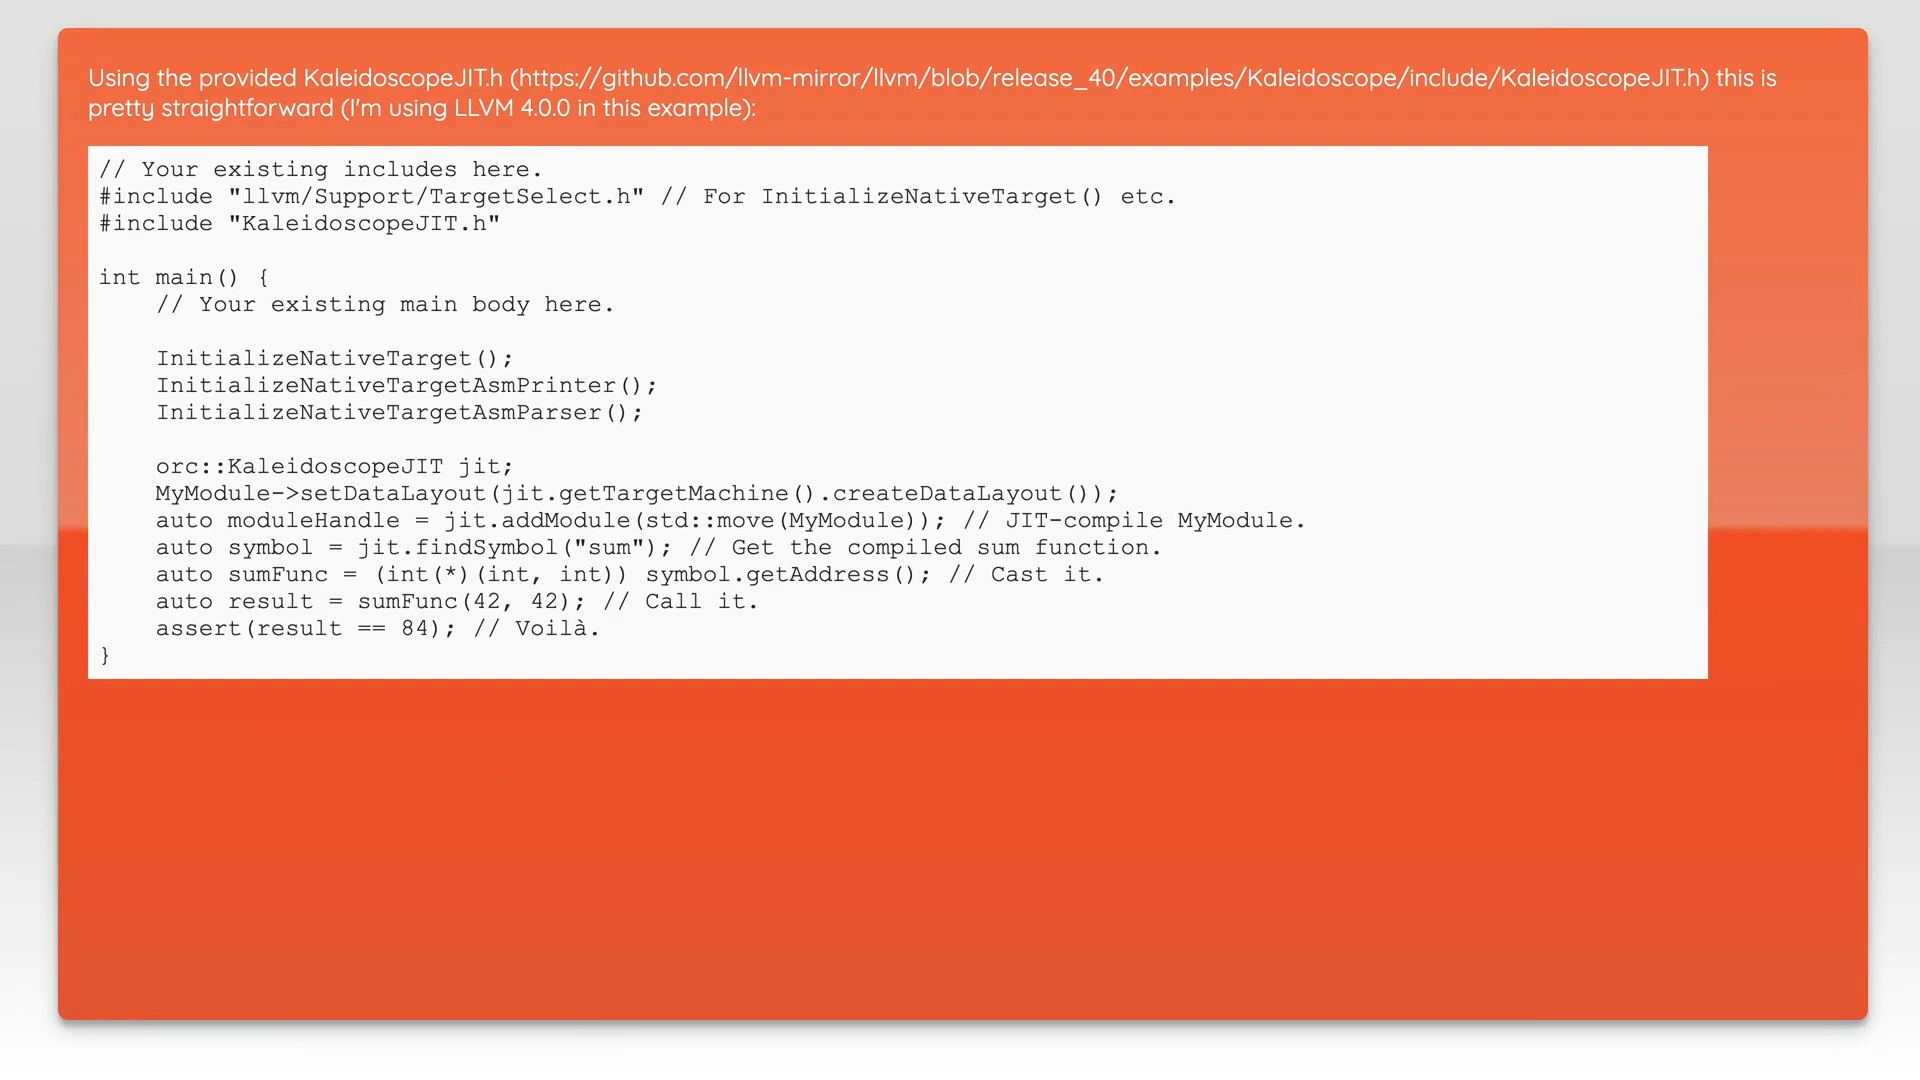 Using the provided KaleidoscopeJIT.h (https://github.com/llvm-mirror/llvm/blob/release_40/examples/Kaleidoscope/include/KaleidoscopeJIT.h) this is
pretty straightforward (I'm using LLVM 4.0.0 in this example):
// Your existing includes here.
#include "llvm/Support/TargetSelect.h" // For InitializeNativeTarget() etc.
#include "KaleidoscopeJIT.h"
int main() {
    // Your existing main body here.
    InitializeNativeTarget();
    InitializeNativeTargetAsmPrinter();
    InitializeNativeTargetAsmParser();
    orc::KaleidoscopeJIT jit;
    MyModule->setDataLayout(jit.getTargetMachine().createDataLayout());
    auto moduleHandle = jit.addModule(std::move(MyModule)); // JIT-compile MyModule.
    auto symbol = jit.findSymbol("sum"); // Get the compiled sum function.
    auto sumFunc = (int(*)(int, int)) symbol.getAddress(); // Cast it.
    auto result = sumFunc(42, 42); // Call it.
    assert(result == 84); // Voilà.
}